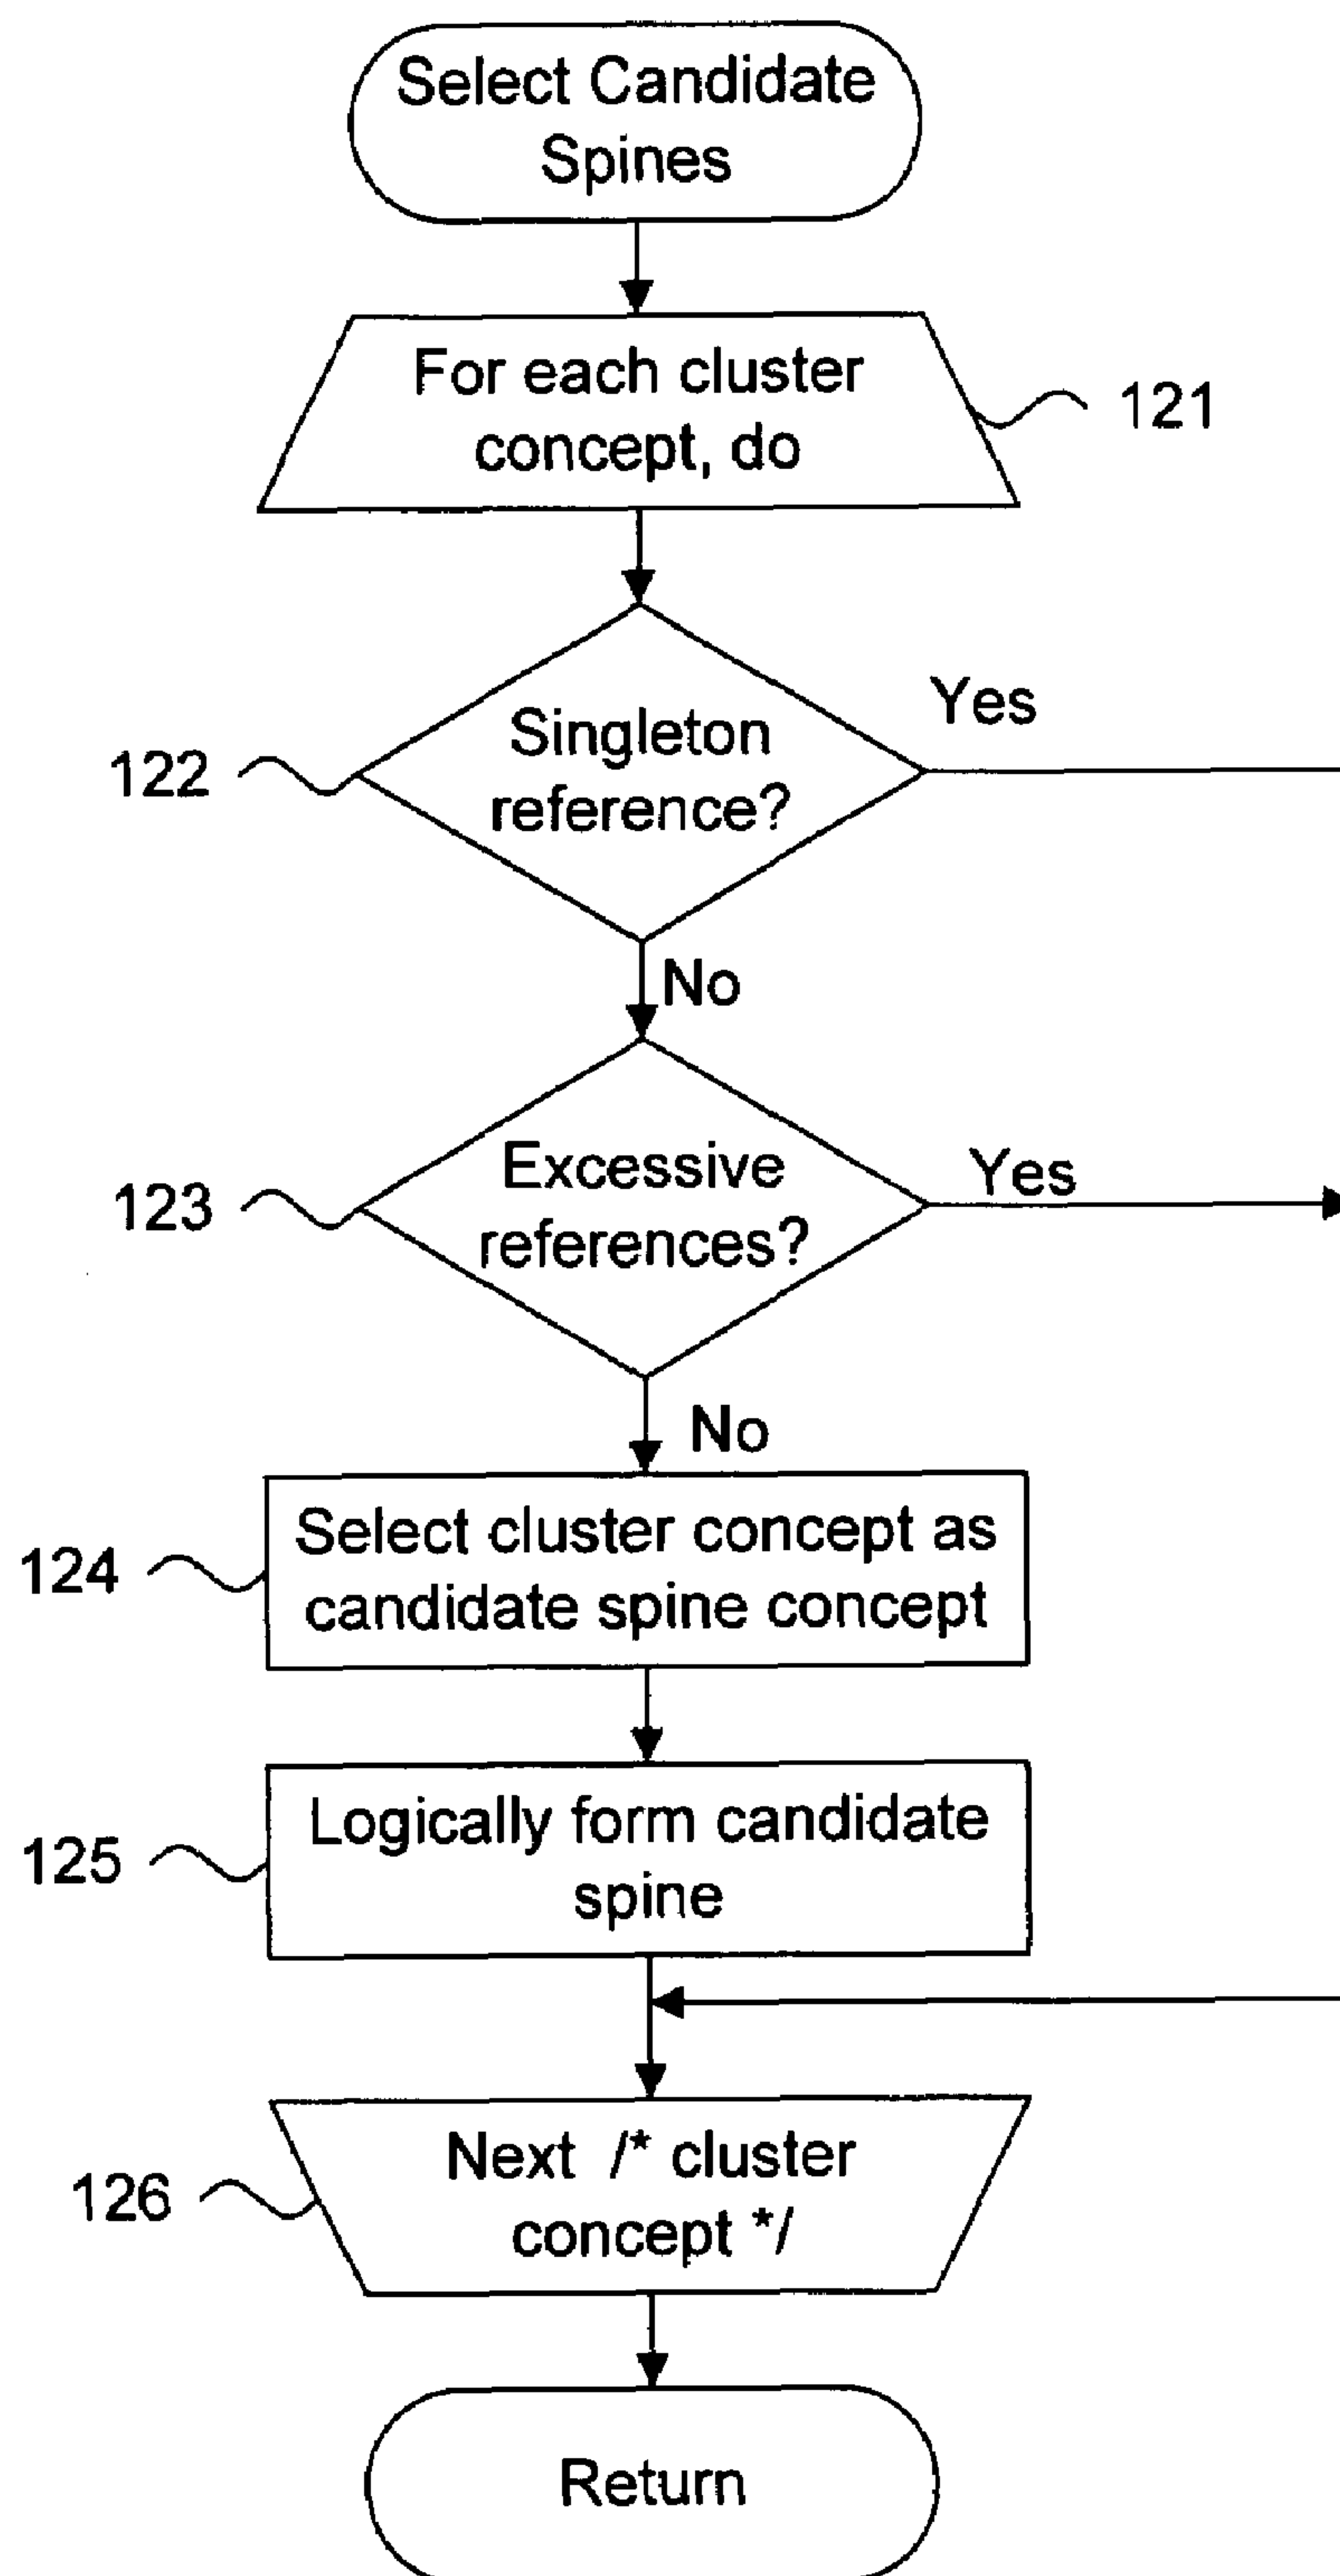 Select Candidate
Spines
For each cluster
concept, do
121
Singleton
reference?
122
Yes
No
Excessive
references?
123
Yes
No
Select cluster concept as
candidate spine concept
124
Logically form candidate
spine
125
Next /* cluster
concept */
126
Return